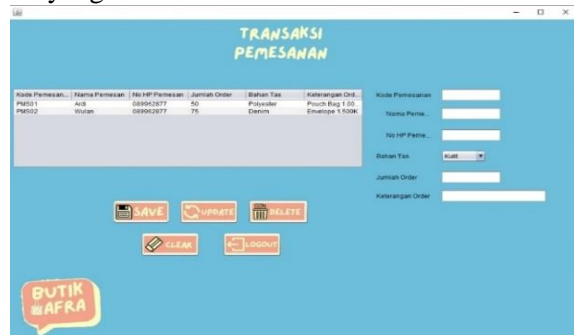 TRANSAKSI
PEMESANAN
Kode Pemesan... Nama Pemesan No HP Pemesan Jumlah Order Bahan Tas Keterangan Ord...
PMS01 Ardi 089962877 50 Polyester Pouch Bag 1.00...
PMS02 Wulan 089962877 75 Denim Envelope 1.500K
Kode Pemesanan
Nama Peme...
No HP Peme...
Bahan Tas Kulit
Jumlah Order
Keterangan Order
SAVE UPDATE DELETE
CLEAR LOGOUT
BUTIK
AFRA